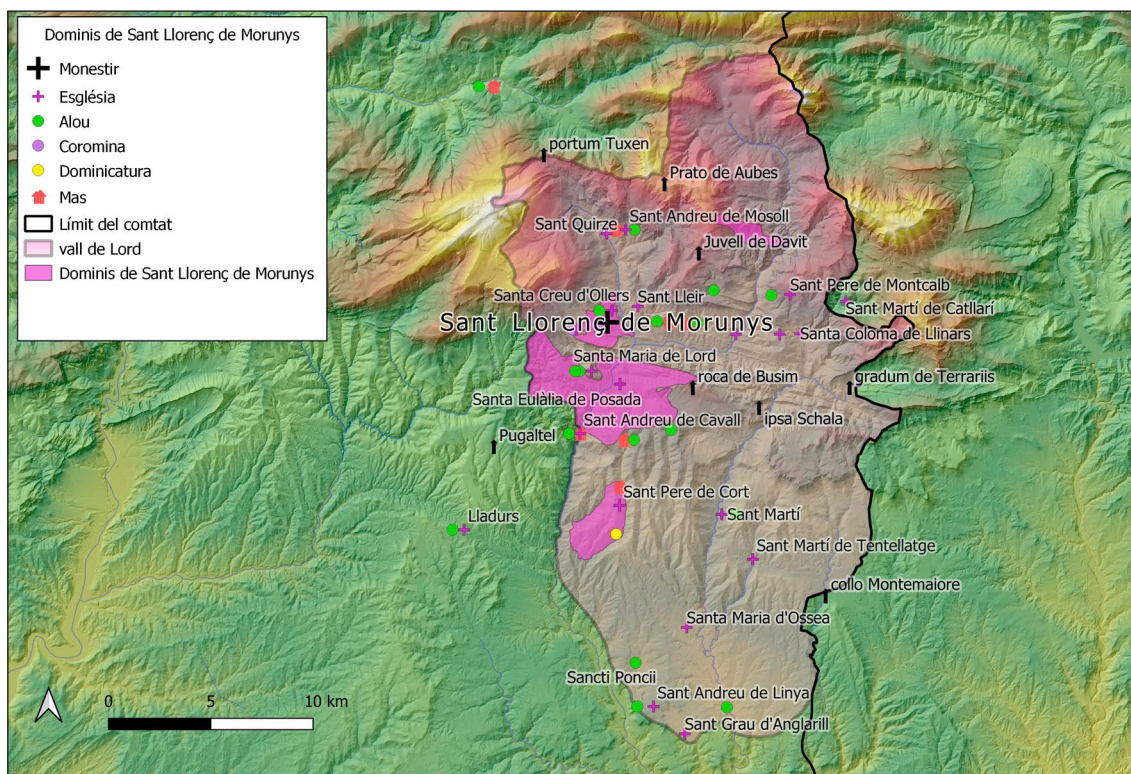 Dominis de Sant Llorenç de Morunys
Monestir
Església
Alou
Coromina
Dominicatura
Mas
Límit del comtat
vall de Lord
Dominis de Sant Llorenç de Morunys
portum Tuxen
Prato de Aubes
Sant Quirze
Sant Andreu de Mosoll
Juvell de Davit
Sant Pere de Montcalb
Santa Creu d'Ollers
Sant Lleir
Sant Martí de Catllarí
Sant Llorenç de Morunys
Santa Coloma de Llinars
Santa Maria de Lord
roca de Busim
gradum de Terrariis
Santa Eulàlia de Posada
Sant Andreu de Cavall
ipsa Schala
Pugaltel
Sant Pere de Cort
Lladurs
Sant Martí
Sant Martí de Tentellatge
collo Montemaiore
Santa Maria d'Ossea
Sancti Poncii
Sant Andreu de Linya
Sant Grau d'Anglarill
0 5 10 km